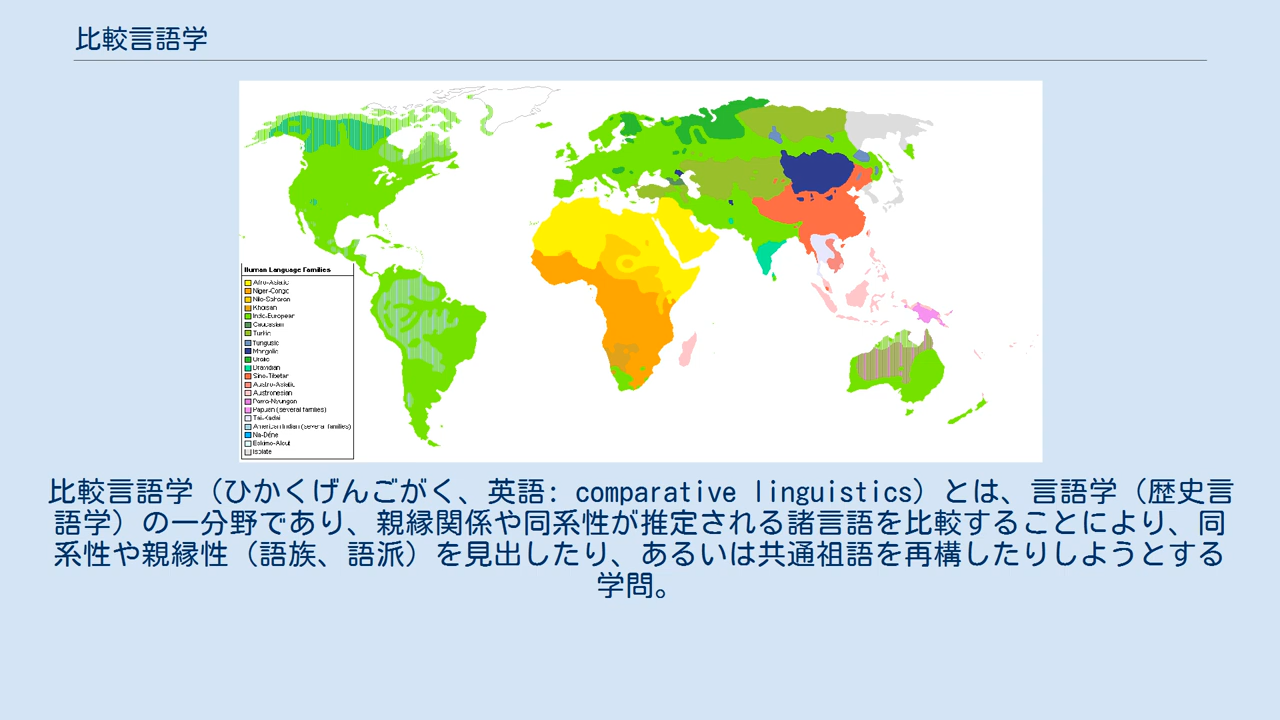 比較言語学
Human Language Families
Afro-Asiatic
Niger-Congo
Nilo-Saharan
Khoisan
Indo-European
Caucasian
Turkic
Tungusic
Mongolic
Uralic
Dravidian
Sino-Tibetan
Austro-Asiatic
Austronesian
Pama-Nyungan
Papuan (several families)
Tai-Kadai
American Indian (several families)
Na-Dené
Eskimo-Aleut
Isolate
比較言語学（ひかくげんごがく、英語: comparative linguistics）とは、言語学（歴史言
語学）の一分野であり、親縁関係や同系性が推定される諸言語を比較することにより、同
系性や親縁性（語族、語派）を見出したり、あるいは共通祖語を再構したりしようとする
学問。